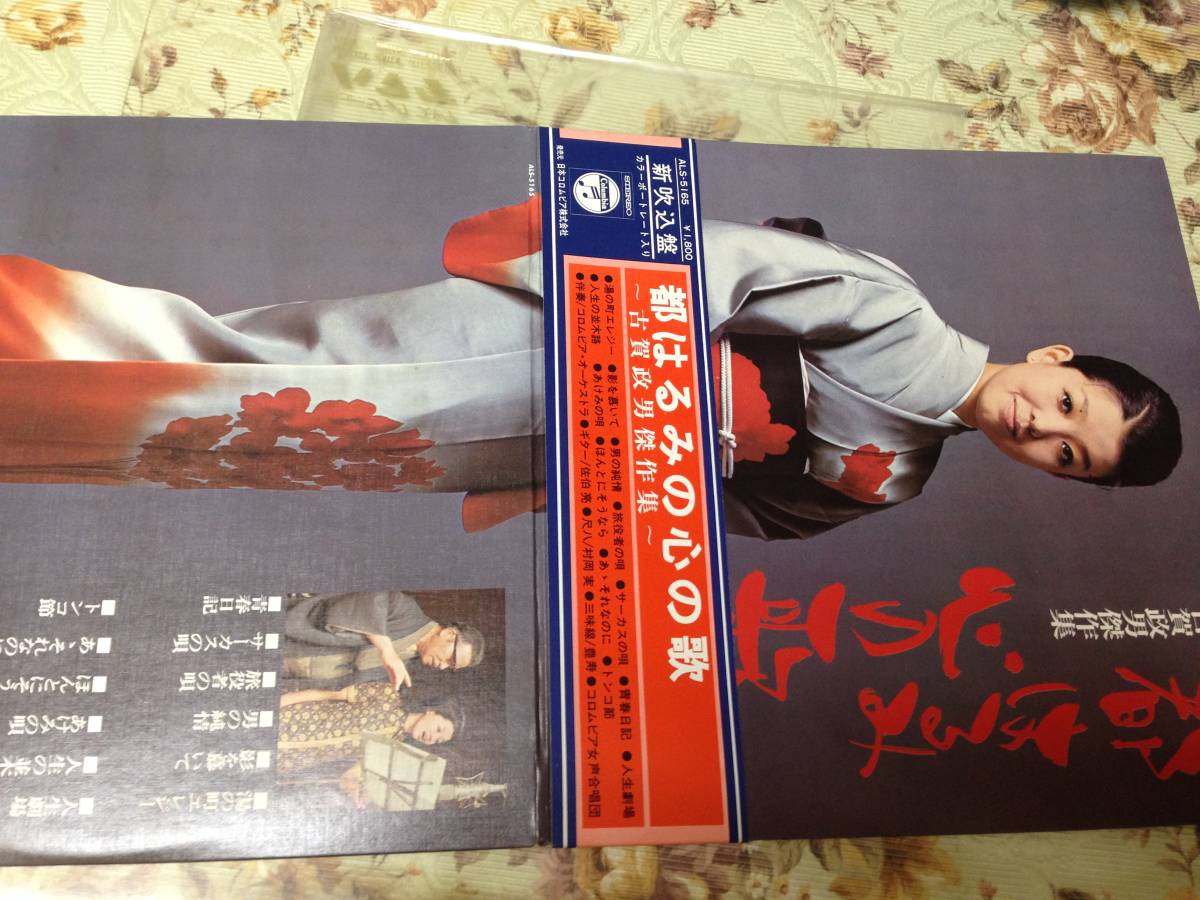 ALS-5165 ¥1,800
新吹込盤
カラーポートレート入り
STEREO
Columbia
発売元 日本コロムビア株式会社
都はるみの心の歌
~古賀政男傑作集~
●湯の町エレジー ●影を慕いて ●男の純情 ●旅役者の唄 ●サーカスの唄 ●青春日記 ●人生劇場
●人生の並木路 ●あけみの唄 ●ほんとにそうなら ●あゝそれなのに ●トンコ節
●伴奏/コロムビア・オーケストラ ●ギター/佐伯 亮 ●尺八/村岡 実 ●三味線/豊寿 ●コロムビア女声合唱団
ALS-5165
賀政男傑作集
都はるみ
心の歌
■湯の町エレジー
■影を慕いて
■男の純情
■旅役者の唄
■サーカスの唄
■青春日記
■人生劇場
■人生の並木
■あけみの唄
■ほんとにそう
■あゝそれなのに
■トンコ節